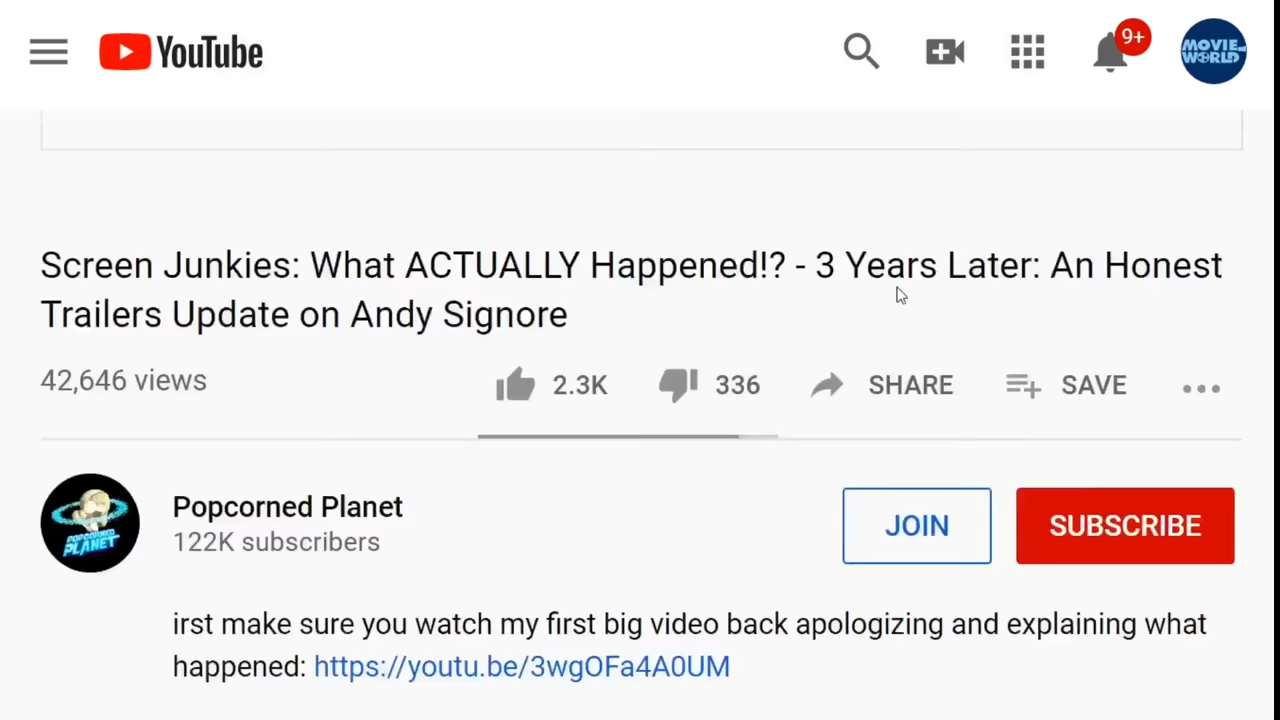 YouTube
9+
MOVIE-
WORLD
Screen Junkies: What ACTUALLY Happened!? - 3 Years Later: An Honest
Trailers Update on Andy Signore
42,646 views
2.3K
336
SHARE
SAVE
POPCORNED
PLANET
Popcorned Planet
122K subscribers
JOIN
SUBSCRIBE
irst make sure you watch my first big video back apologizing and explaining what
happened: https://youtu.be/3wgOFa4A0UM